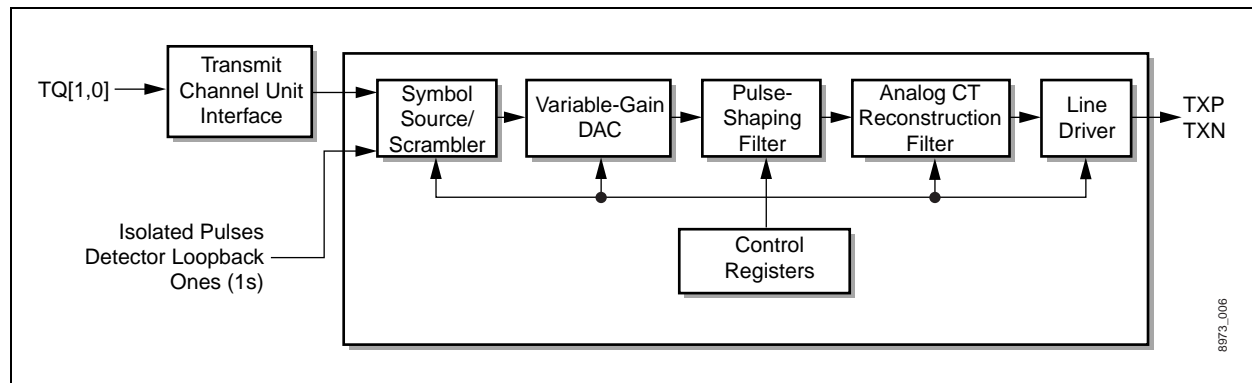 TQ[1,0]
Transmit
Channel Unit
Interface
Symbol
Source/
Scrambler
Variable-Gain
DAC
Pulse-
Shaping
Filter
Analog CT
Reconstruction
Filter
Line
Driver
TXP
TXN
Isolated Pulses
Detector Loopback
Ones (1s)
Control
Registers
8973_006